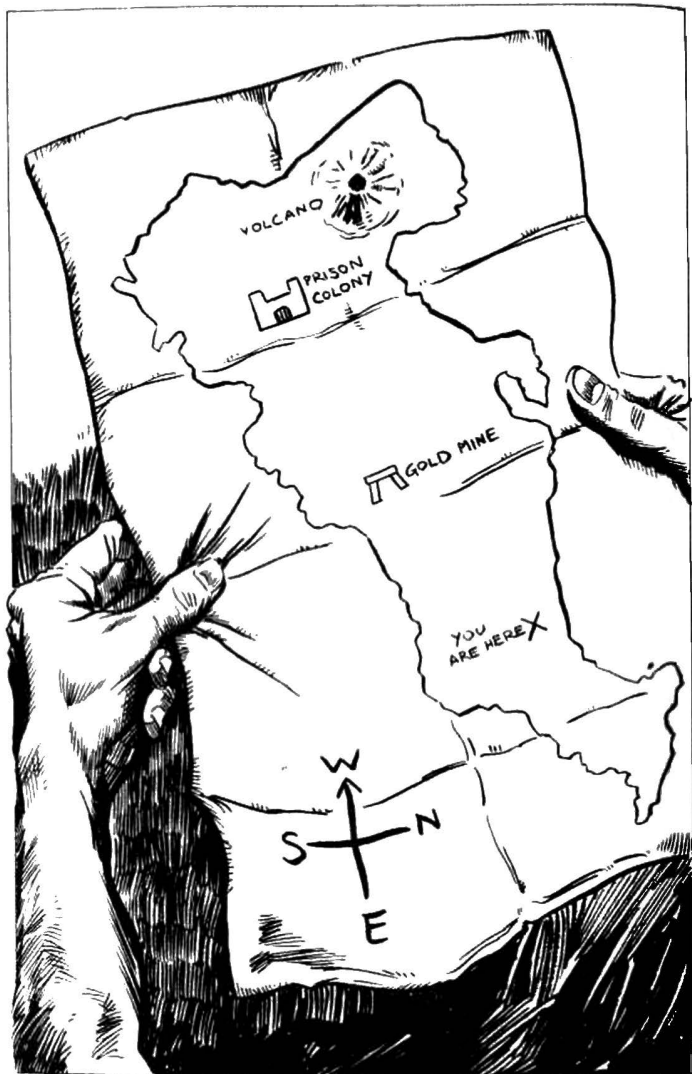 VOLCANO
PRISON
COLONY
GOLD MINE
YOU
ARE HERE X
W
S N
E